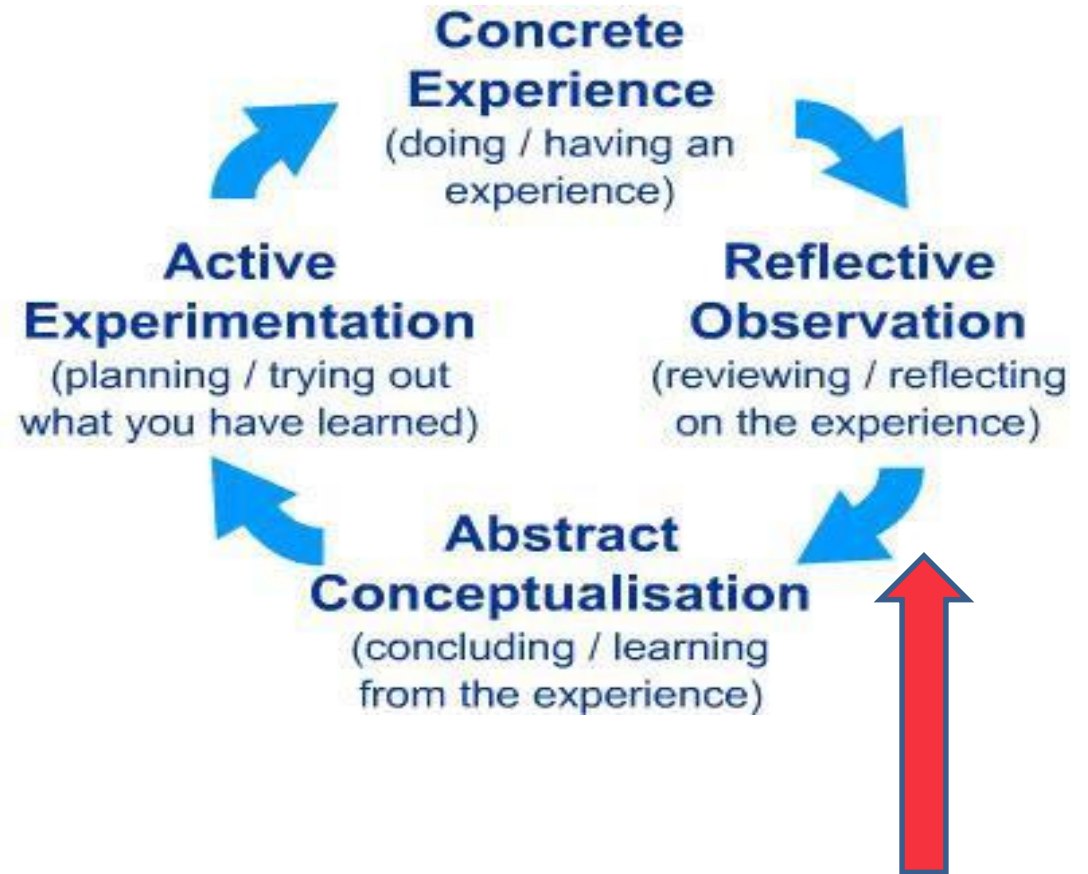 Concrete
Experience
(doing / having an
experience)
Reflective
Observation
(reviewing / reflecting
on the experience)
Abstract
Conceptualisation
(concluding / learning
from the experience)
Active
Experimentation
(planning / trying out
what you have learned)